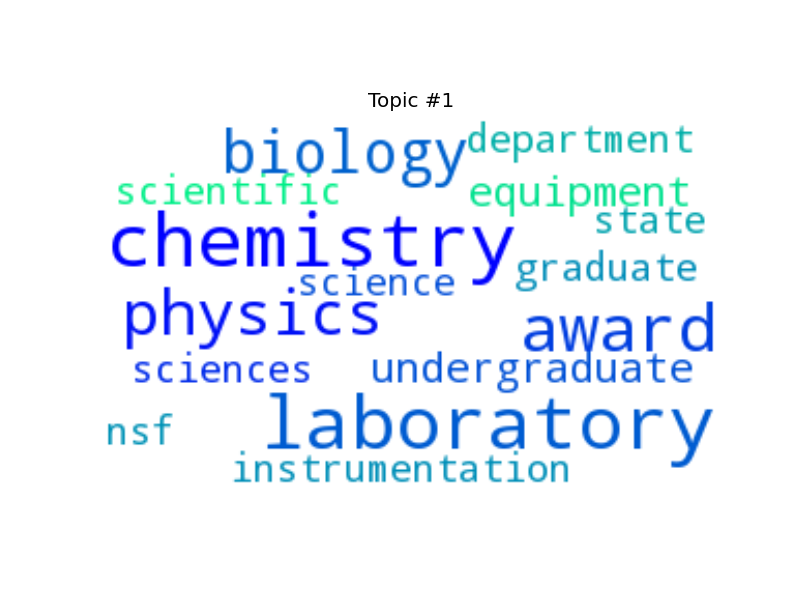 Topic #1
biology department
scientific equipment
state
chemistry
graduate
science
physics award
sciences undergraduate
laboratory
nsf
instrumentation